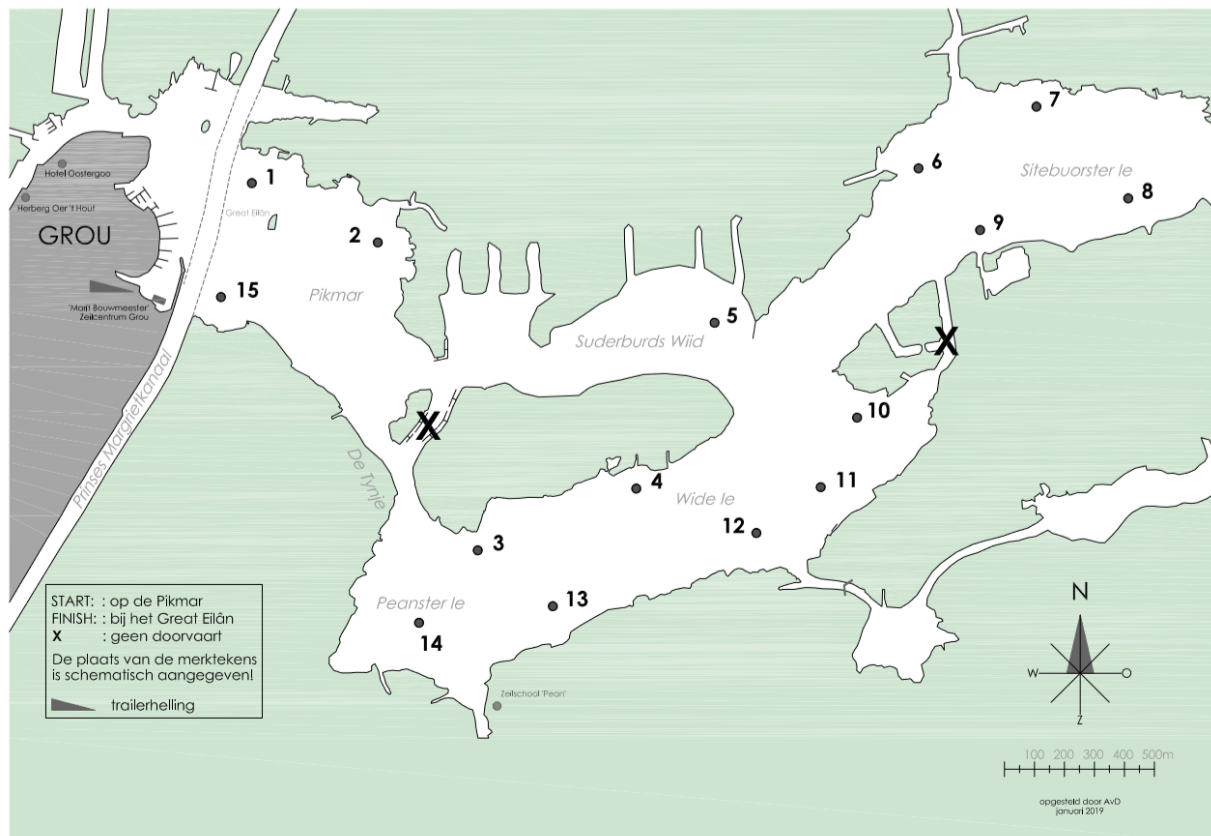 7
Hotel Oostergoo
6
1
Sitebuorster Ie
Herberg Oer 't Hout
8
Great Eilân
GROU
2
9
15
Pikmar
'Marit Bouwmeester'
Zeilcentrum Grou
5
Suderburds Wiid
X
Prinses Margrietkanaal
10
X
De Tynje
4
11
Wide Ie
12
3
START: : op de Pikmar
FINISH: : bij het Great Eilân
X : geen doorvaart
De plaats van de merktekens
is schematisch aangegeven!
trailerhelling
Peanster Ie
13
14
Zeilschool 'Pean'
N
W
O
Z
100 200 300 400 500m
opgesteld door AvD
januari 2019